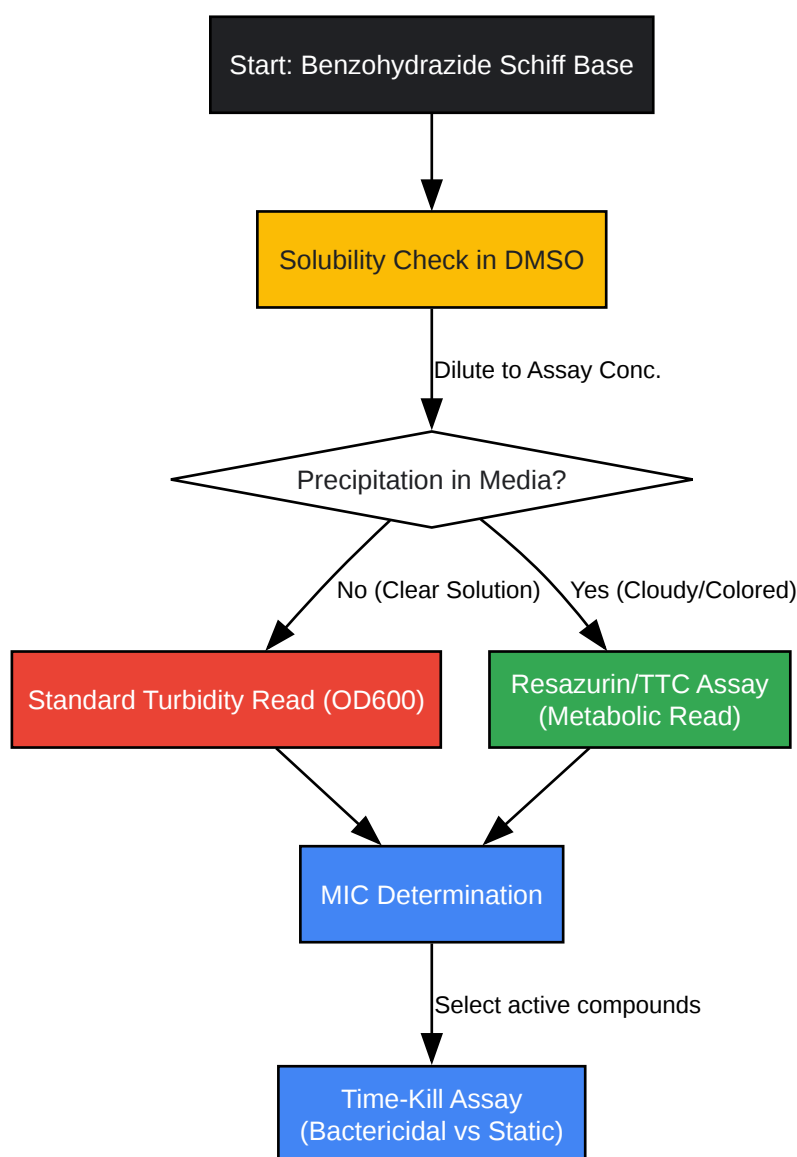 Start: Benzohydrazide Schiff Base
Solubility Check in DMSO
Dilute to Assay Conc.
Precipitation in Media?
No (Clear Solution)
Yes (Cloudy/Colored)
Standard Turbidity Read (OD600)
Resazurin/TTC Assay
(Metabolic Read)
MIC Determination
Select active compounds
Time-Kill Assay
(Bactericidal vs Static)